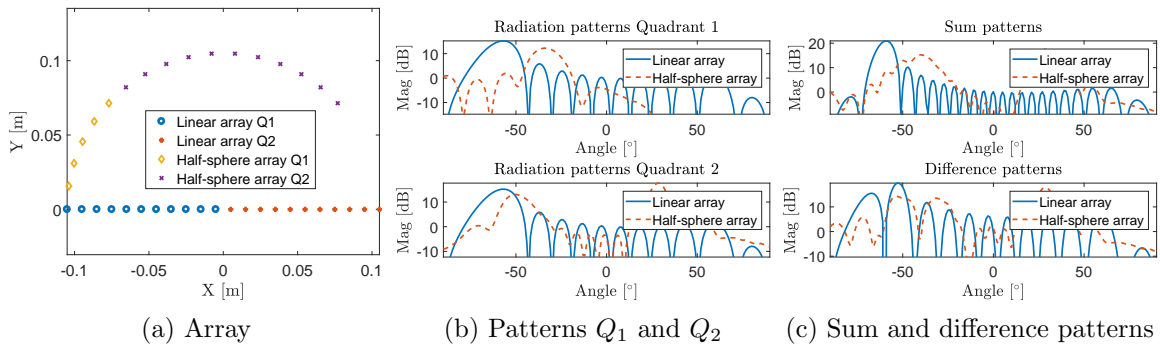 0.1
0.05
0
Y [m]
-0.1
-0.05
0
0.05
0.1
X [m]
Linear array Q1
Linear array Q2
Half-sphere array Q1
Half-sphere array Q2
(a) Array
Radiation patterns Quadrant 1
10
0
-10
Mag [dB]
-50
0
50
Angle [°]
Linear array
Half-sphere array
Radiation patterns Quadrant 2
10
0
-10
Mag [dB]
-50
0
50
Angle [°]
Linear array
Half-sphere array
(b) Patterns Q1 and Q2
Sum patterns
20
10
0
Mag [dB]
-50
0
50
Angle [°]
Linear array
Half-sphere array
Difference patterns
10
0
-10
Mag [dB]
-50
0
50
Angle [°]
Linear array
Half-sphere array
(c) Sum and difference patterns